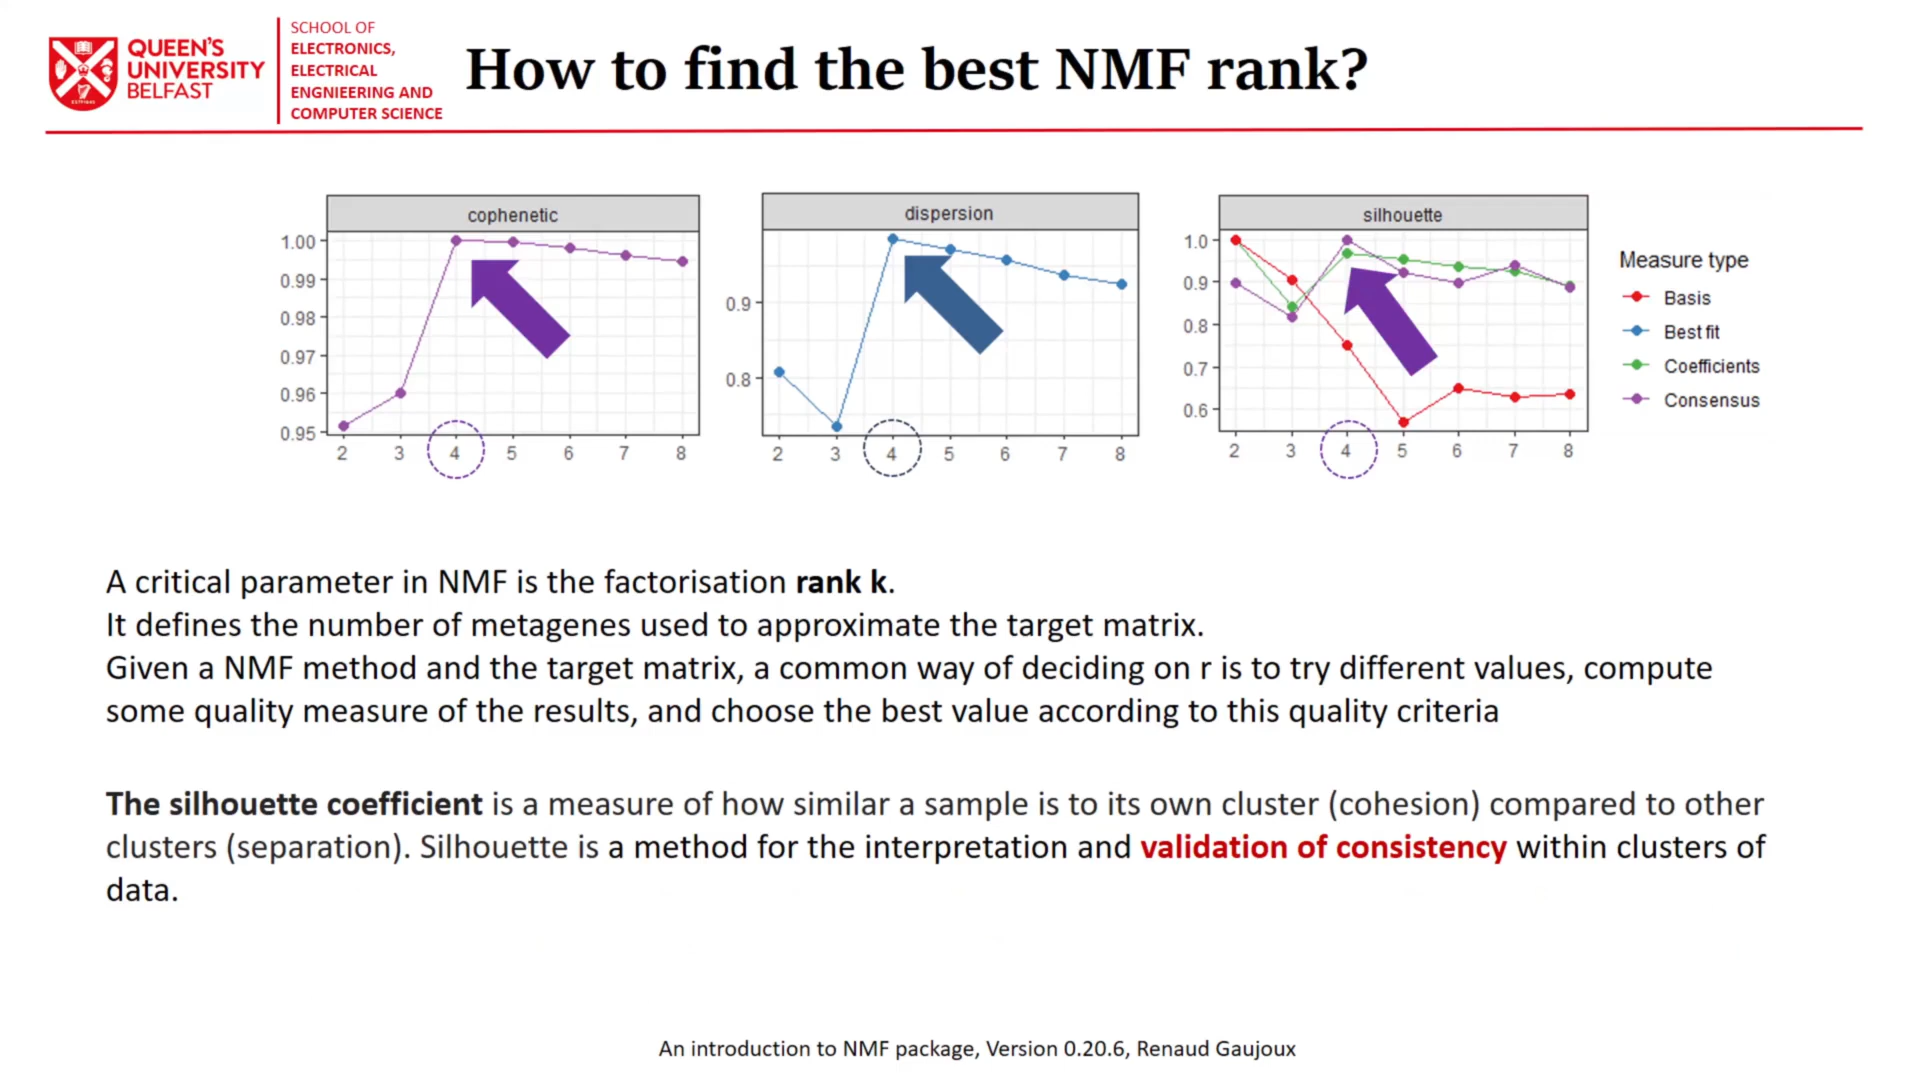 QUEEN'S
UNIVERSITY
BELFAST
SCHOOL OF
ELECTRONICS,
ELECTRICAL
ENGNIEERING AND
COMPUTER SCIENCE
How to find the best NMF rank?
cophenetic
1.00
0.99
0.98
0.97
0.96
0.95
2 3 4 5 6 7 8
dispersion
0.9
0.8
2 3 4 5 6 7 8
silhouette
1.0
0.9
0.8
0.7
0.6
2 3 4 5 6 7 8
Measure type
Basis
Best fit
Coefficients
Consensus
A critical parameter in NMF is the factorisation rank k.
It defines the number of metagenes used to approximate the target matrix.
Given a NMF method and the target matrix, a common way of deciding on r is to try different values, compute
some quality measure of the results, and choose the best value according to this quality criteria
The silhouette coefficient is a measure of how similar a sample is to its own cluster (cohesion) compared to other
clusters (separation). Silhouette is a method for the interpretation and validation of consistency within clusters of
data.
An introduction to NMF package, Version 0.20.6, Renaud Gaujoux